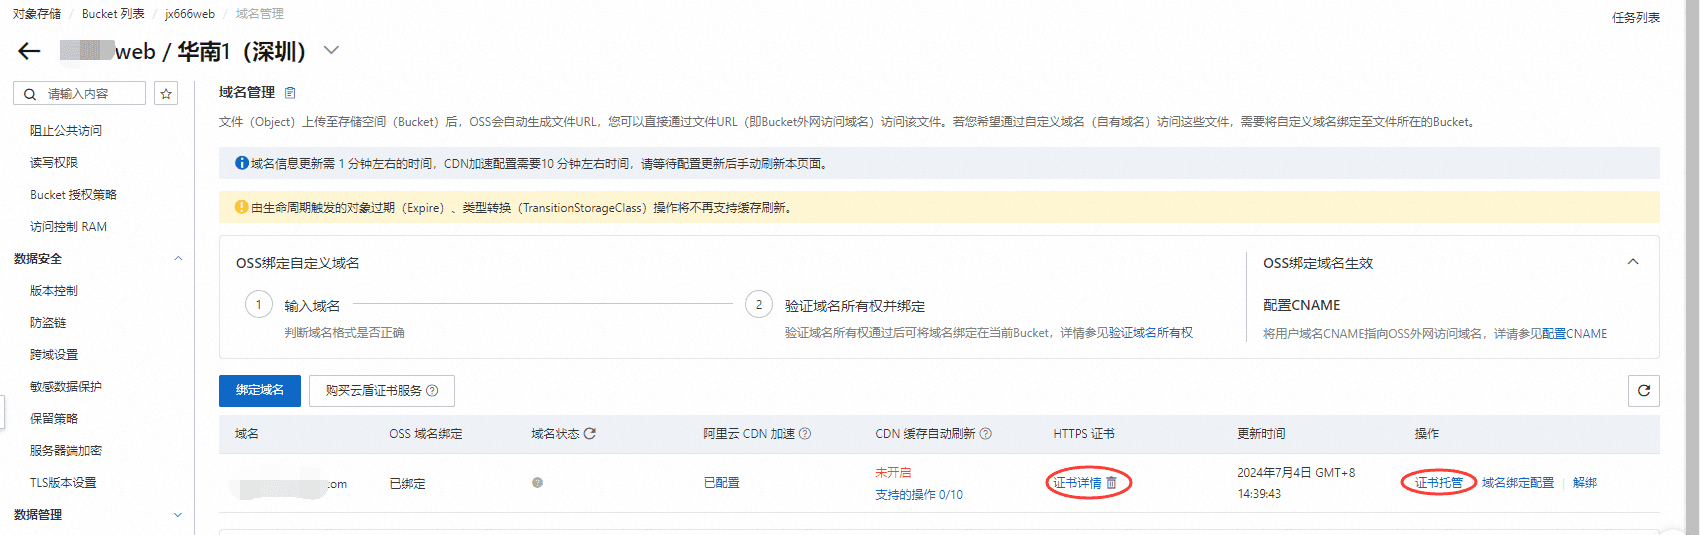 对象存储 / Bucket 列表 / jx666web / 域名管理
任务列表
web / 华南1（深圳）
请输入内容
阻止公共访问
读写权限
Bucket 授权策略
访问控制 RAM
数据安全
版本控制
防盗链
跨域设置
敏感数据保护
保留策略
服务器端加密
TLS版本设置
数据管理
域名管理
文件（Object）上传至存储空间（Bucket）后，OSS会自动生成文件URL，您可以直接通过文件URL（即Bucket外网访问域名）访问该文件。若您希望通过自定义域名（自有域名）访问这些文件，需要将自定义域名绑定至文件所在的Bucket。
域名信息更新需 1 分钟左右的时间，CDN加速配置需要10 分钟左右时间，请等待配置更新后手动刷新本页面。
由生命周期触发的对象过期（Expire）、类型转换（TransitionStorageClass）操作将不再支持缓存刷新。
OSS绑定自定义域名
1 输入域名
判断域名格式是否正确
2 验证域名所有权并绑定
验证域名所有权通过后可将域名绑定在当前Bucket，详情参见验证域名所有权
OSS绑定域名生效
配置CNAME
将用户域名CNAME指向OSS外网访问域名，详请参见配置CNAME
绑定域名 购买云盾证书服务
域名 OSS 域名绑定 域名状态 阿里云 CDN 加速 CDN 缓存自动刷新 HTTPS 证书 更新时间 操作
com 已绑定 已配置 未开启 证书详情 2024年7月4日 GMT+8 证书托管 域名绑定配置 解绑
支持的操作 0/10 14:39:43